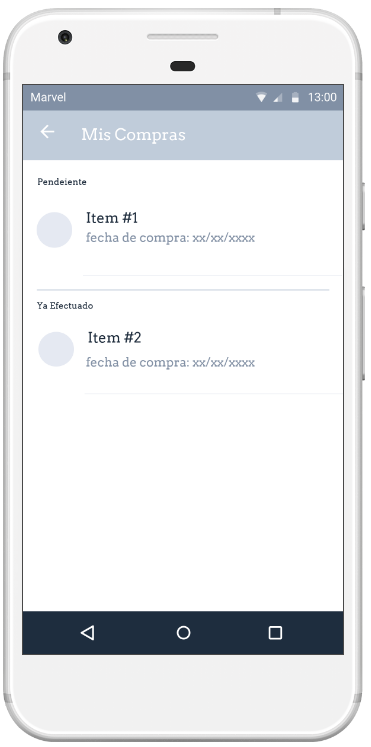 Marvel 13:00
Mis Compras
Pendeiente
Item #1
fecha de compra: xx/xx/xxxx
Ya Efectuado
Item #2
fecha de compra: xx/xx/xxxx